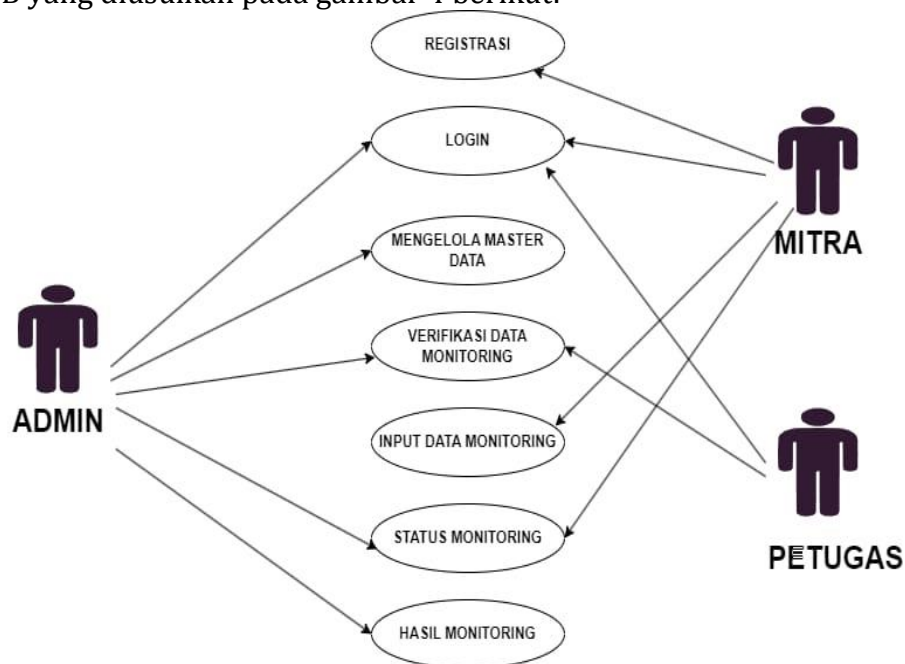 REGISTRASI
LOGIN
MENGELOLA MASTER
DATA
VERIFIKASI DATA
MONITORING
INPUT DATA MONITORING
STATUS MONITORING
HASIL MONITORING
ADMIN
MITRA
PETUGAS